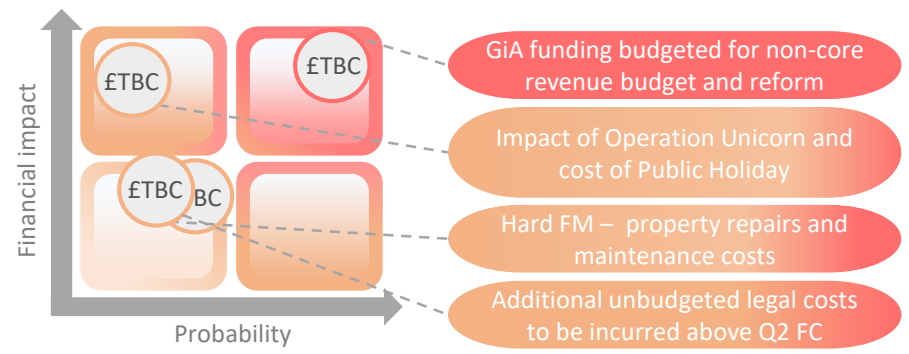 Financial impact
£TBC
£TBC
£TBC
BC
Probability
GiA funding budgeted for non-core
revenue budget and reform
Impact of Operation Unicorn and
cost of Public Holiday
Hard FM – property repairs and
maintenance costs
Additional unbudgeted legal costs
to be incurred above Q2 FC